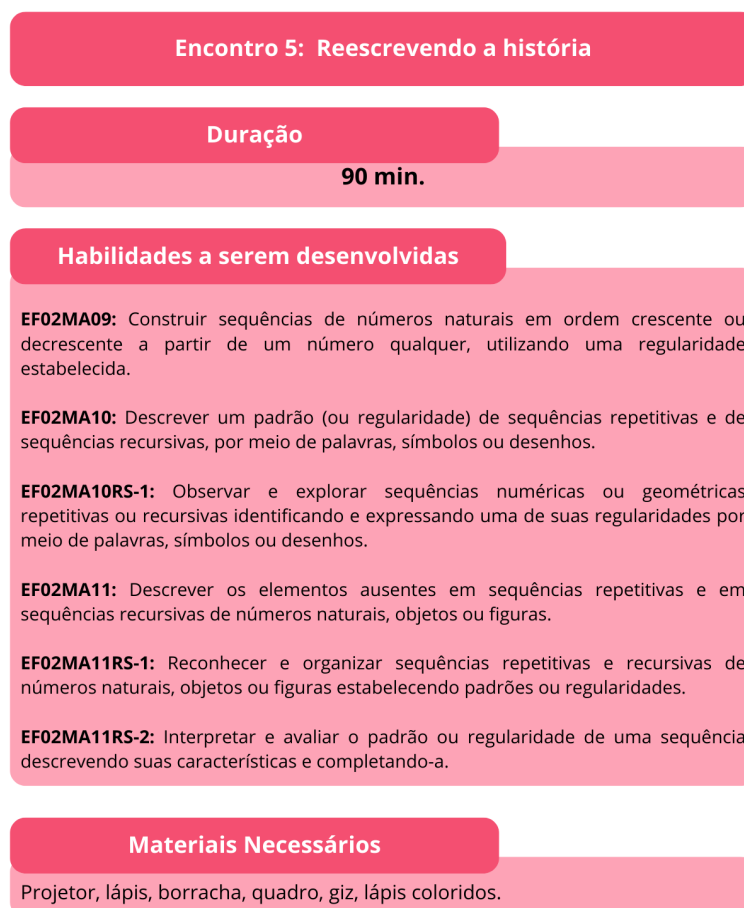 Encontro 5: Reescrevendo a história
Duração
90 min.
Habilidades a serem desenvolvidas
EF02MA09: Construir sequências de números naturais em ordem crescente ou
decrescente a partir de um número qualquer, utilizando uma regularidade
estabelecida.
EF02MA10: Descrever um padrão (ou regularidade) de sequências repetitivas e de
sequências recursivas, por meio de palavras, símbolos ou desenhos.
EF02MA10RS-1: Observar e explorar sequências numéricas ou geométricas
repetitivas ou recursivas identificando e expressando uma de suas regularidades por
meio de palavras, símbolos ou desenhos.
EF02MA11: Descrever os elementos ausentes em sequências repetitivas e em
sequências recursivas de números naturais, objetos ou figuras.
EF02MA11RS-1: Reconhecer e organizar sequências repetitivas e recursivas de
números naturais, objetos ou figuras estabelecendo padrões ou regularidades.
EF02MA11RS-2: Interpretar e avaliar o padrão ou regularidade de uma sequência
descrevendo suas características e completando-a.
Materiais Necessários
Projetor, lápis, borracha, quadro, giz, lápis coloridos.